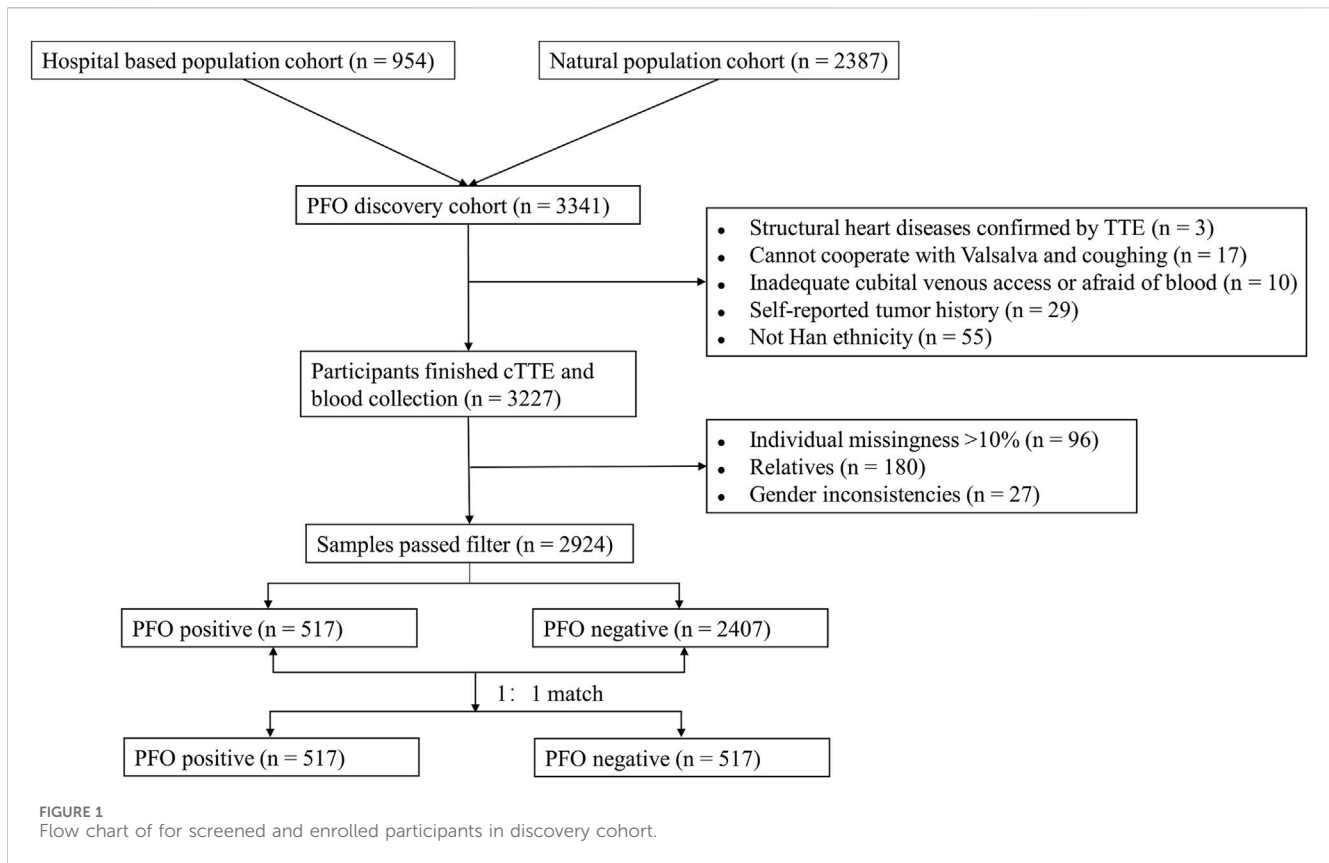 Hospital based population cohort (n = 954)
Natural population cohort (n = 2387)
PFO discovery cohort (n = 3341)
• Structural heart diseases confirmed by TTE (n = 3)
• Cannot cooperate with Valsalva and coughing (n = 17)
• Inadequate cubital venous access or afraid of blood (n = 10)
• Self-reported tumor history (n = 29)
• Not Han ethnicity (n = 55)
Participants finished cTTE and
blood collection (n = 3227)
• Individual missingness >10% (n = 96)
• Relatives (n = 180)
• Gender inconsistencies (n = 27)
Samples passed filter (n = 2924)
PFO positive (n = 517)
PFO negative (n = 2407)
1： 1 match
PFO positive (n = 517)
PFO negative (n = 517)
FIGURE 1
Flow chart of for screened and enrolled participants in discovery cohort.